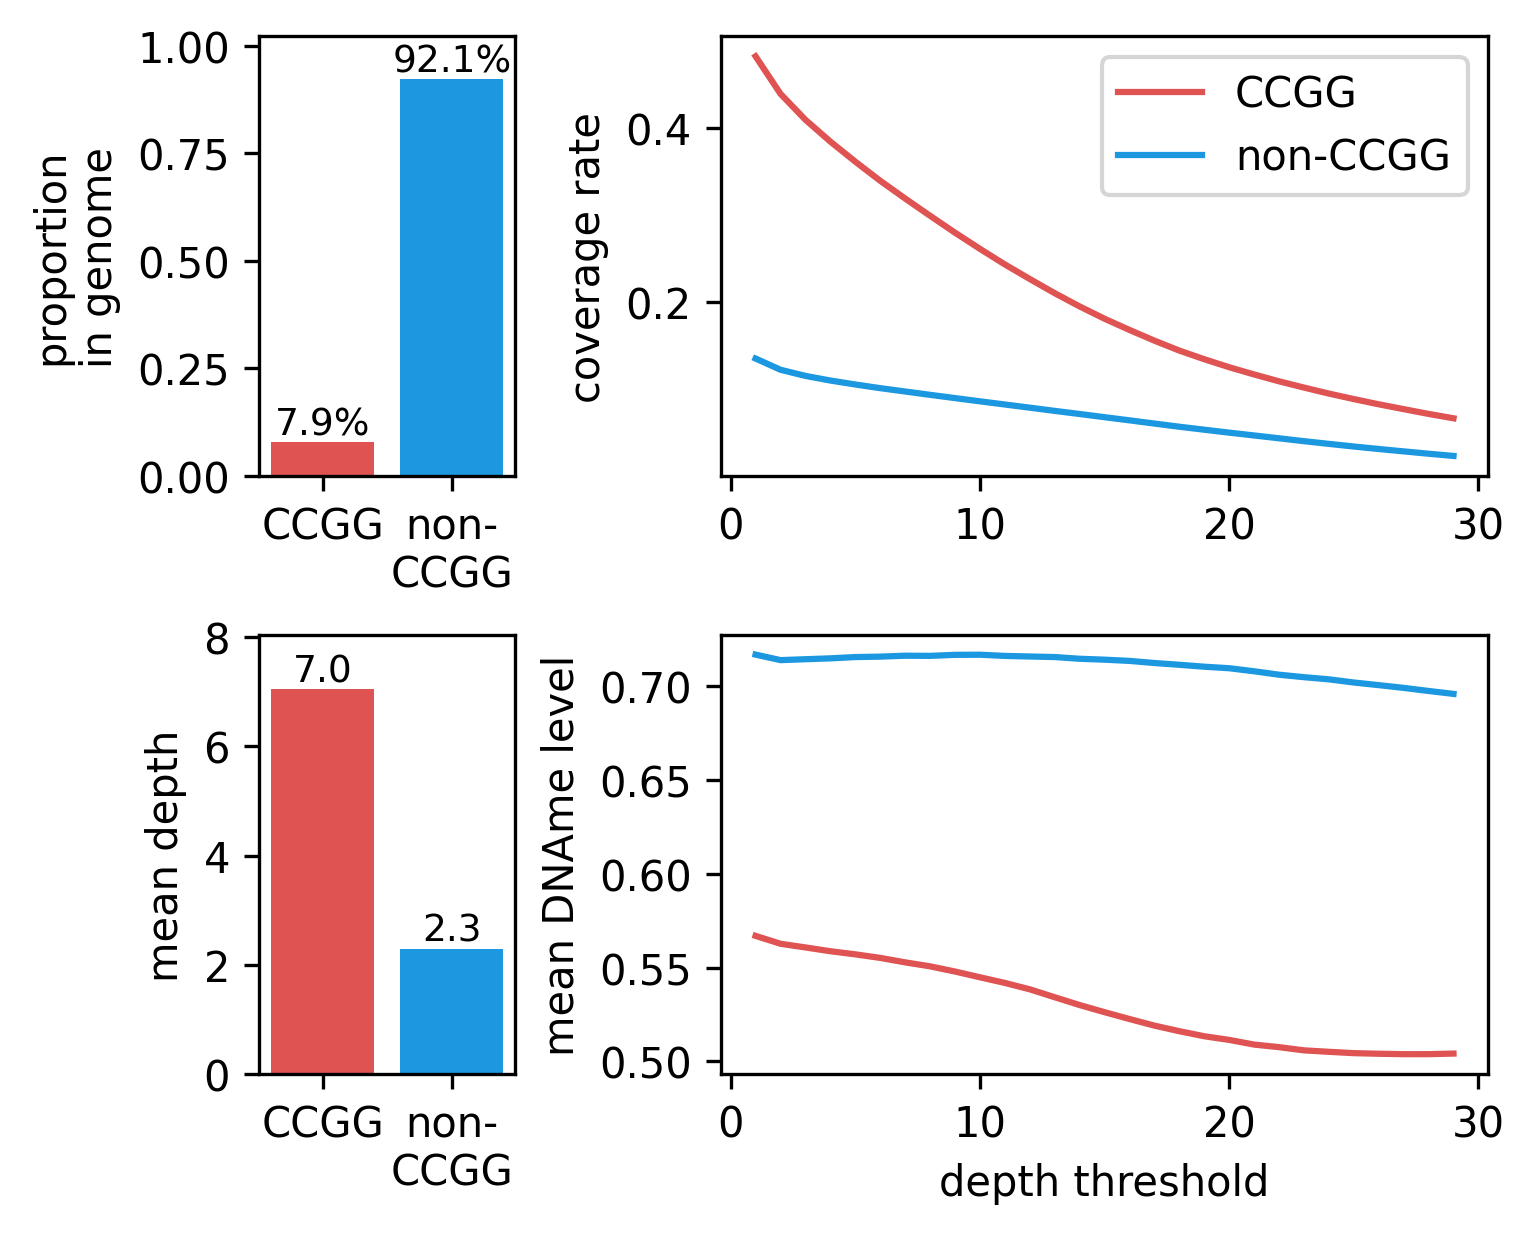 proportion
in genome
1.00
0.75
0.50
0.25
0.00
7.9%
92.1%
CCGG
non-
CCGG
coverage rate
0.4
0.2
CCGG
non-CCGG
0
10
20
30
mean depth
8
6
4
2
0
7.0
2.3
CCGG
non-
CCGG
mean DNAme level
0.70
0.65
0.60
0.55
0.50
0
10
20
30
depth threshold